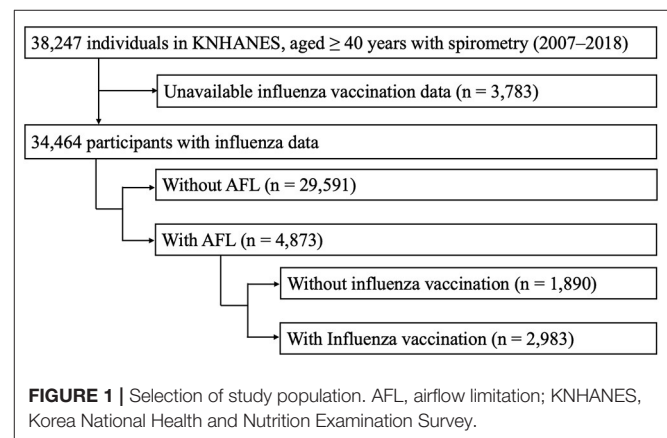 38,247 individuals in KNHANES, aged ≥ 40 years with spirometry (2007–2018)
Unavailable influenza vaccination data (n = 3,783)
34,464 participants with influenza data
Without AFL (n = 29,591)
With AFL (n = 4,873)
Without influenza vaccination (n = 1,890)
With Influenza vaccination (n = 2,983)
FIGURE 1 | Selection of study population. AFL, airflow limitation; KNHANES,
Korea National Health and Nutrition Examination Survey.